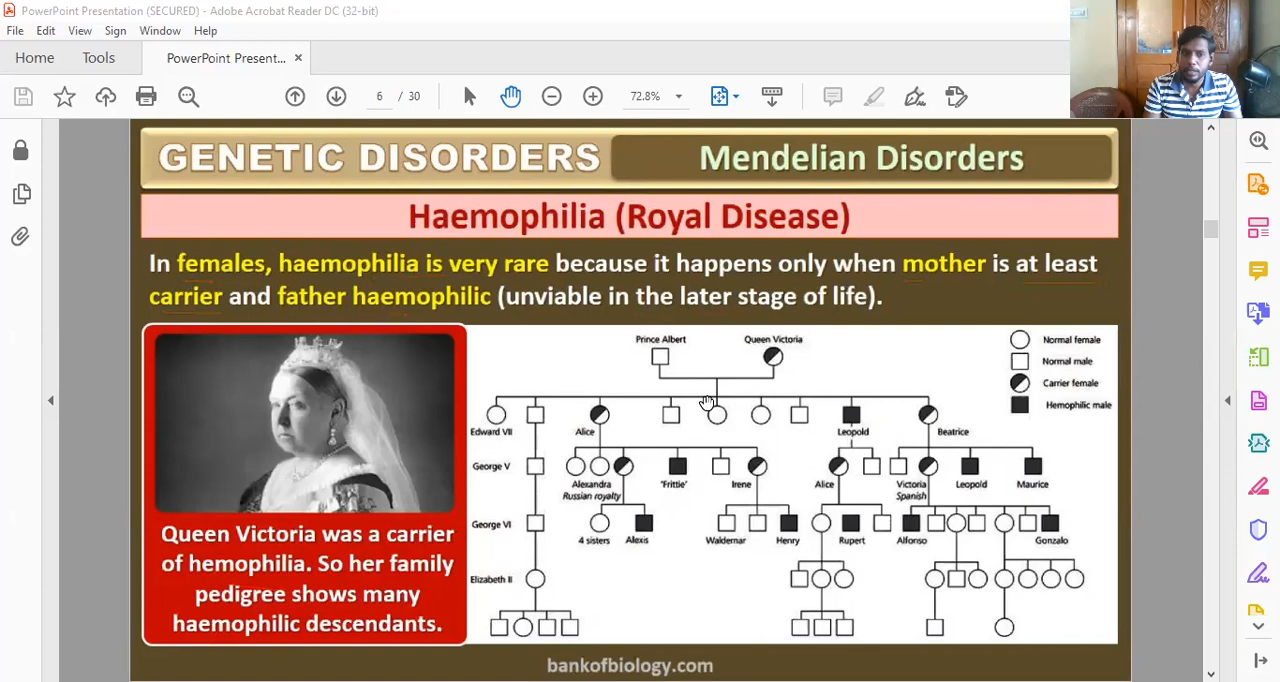 PowerPoint Presentation (SECURED) - Adobe Acrobat Reader DC (32-bit)
File Edit View Sign Window Help
Home Tools PowerPoint Present... ×
6 / 30 72.8%
GENETIC DISORDERS Mendelian Disorders
Haemophilia (Royal Disease)
In females, haemophilia is very rare because it happens only when mother is at least
carrier and father haemophilic (unviable in the later stage of life).
Prince Albert Queen Victoria
Normal female
Normal male
Carrier female
Hemophilic male
Edward VII Alice Leopold Beatrice
George V
Alexandra 'Frittie' Irene Alice Victoria Leopold Maurice
Russian royalty Spanish
George VI
4 sisters Alexis Waldemar Henry Rupert Alfonso Gonzalo
Elizabeth II
Queen Victoria was a carrier
of hemophilia. So her family
pedigree shows many
haemophilic descendants.
bankofbiology.com